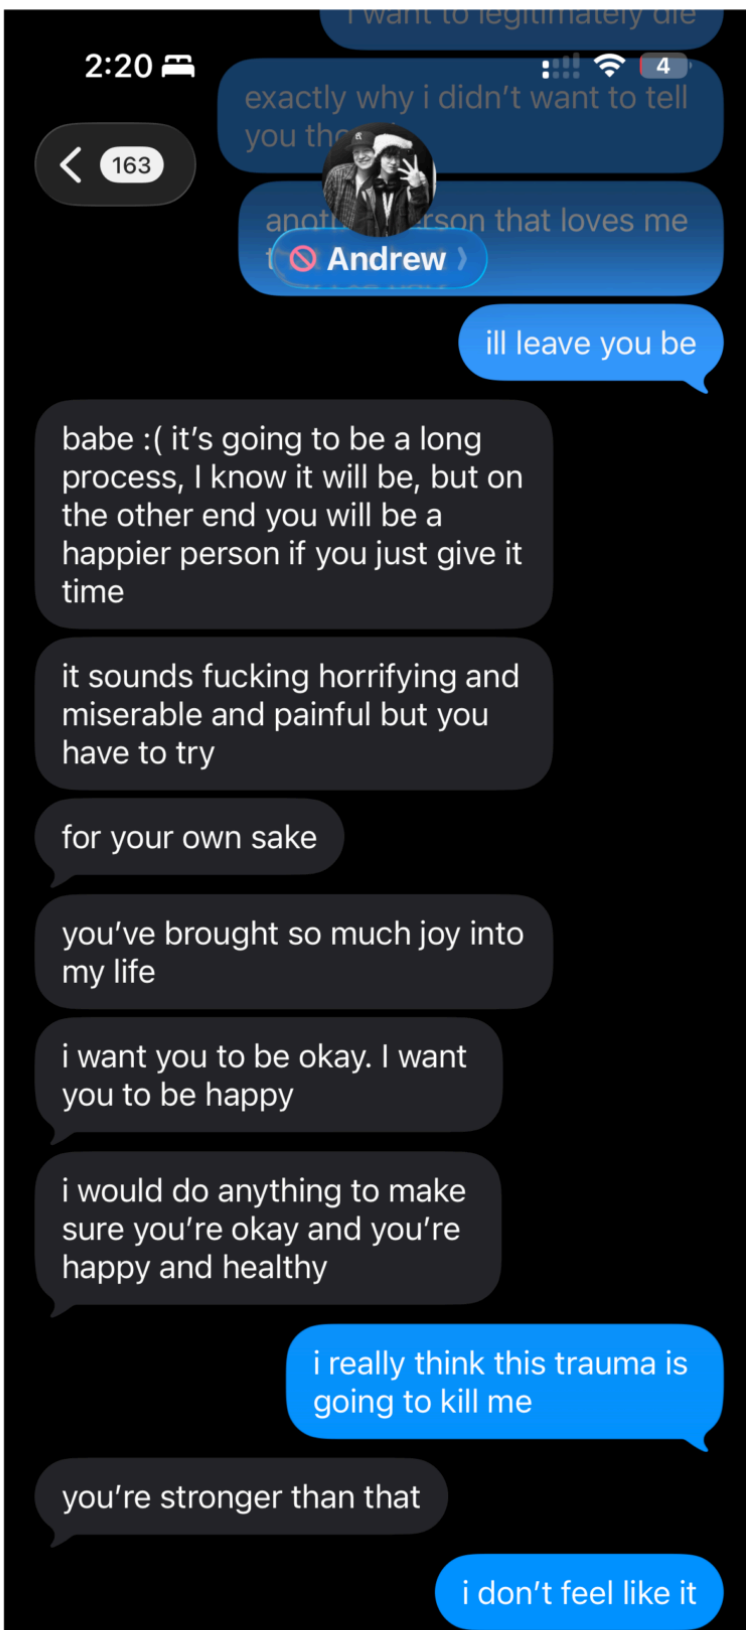 I want to legitimately die
2:20
4
exactly why i didn't want to tell
you
163
that loves me
Andrew
ill leave you be
babe :( it's going to be a long
process, I know it will be, but on
the other end you will be a
happier person if you just give it
time
it sounds fucking horrifying and
miserable and painful but you
have to try
for your own sake
you've brought so much joy into
my life
i want you to be okay. I want
you to be happy
i would do anything to make
sure you're okay and you're
happy and healthy
i really think this trauma is
going to kill me
you're stronger than that
i don't feel like it